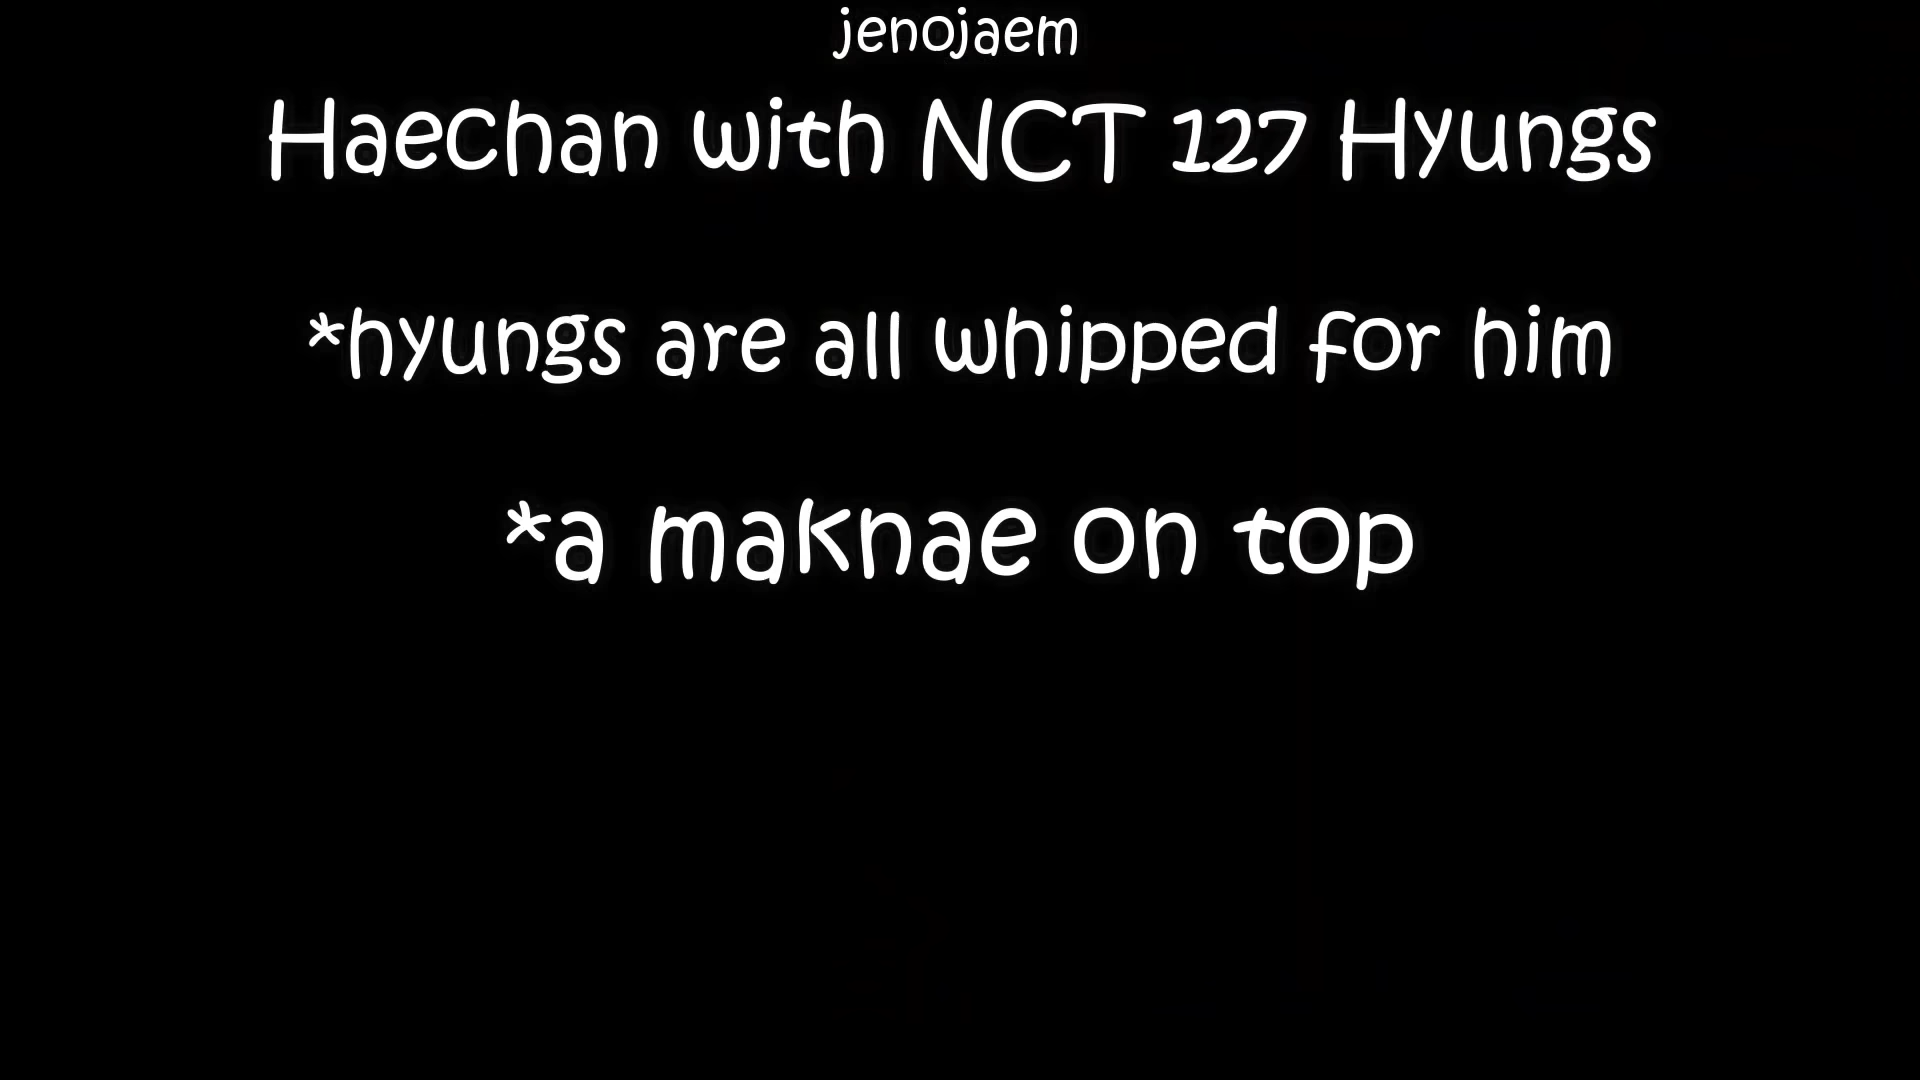 jenojaem
Haechan with NCT 127 Hyungs
*hyungs are all whipped for him
*a maknae on top